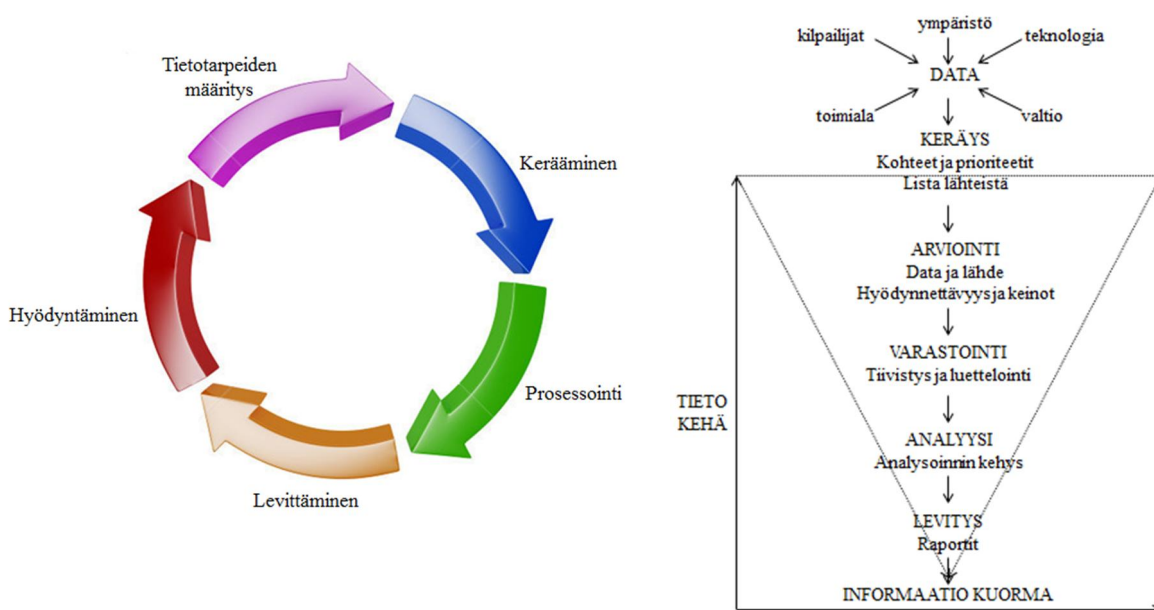 Tietotarpeiden
määritys
Kerääminen
Prosessointi
Levittäminen
Hyödyntäminen
ympäristö
kilpailijat
teknologia
DATA
toimiala
valtio
KERÄYS
Kohteet ja prioriteetit
Lista lähteistä
ARVIOINTI
Data ja lähde
Hyödynnettävyys ja keinot
VARASTOINTI
Tiivistys ja luettelointi
TIETO
KEHÄ
ANALYYSI
Analysoinnin kehys
LEVITYS
Raportit
INFORMAATIO KUORMA